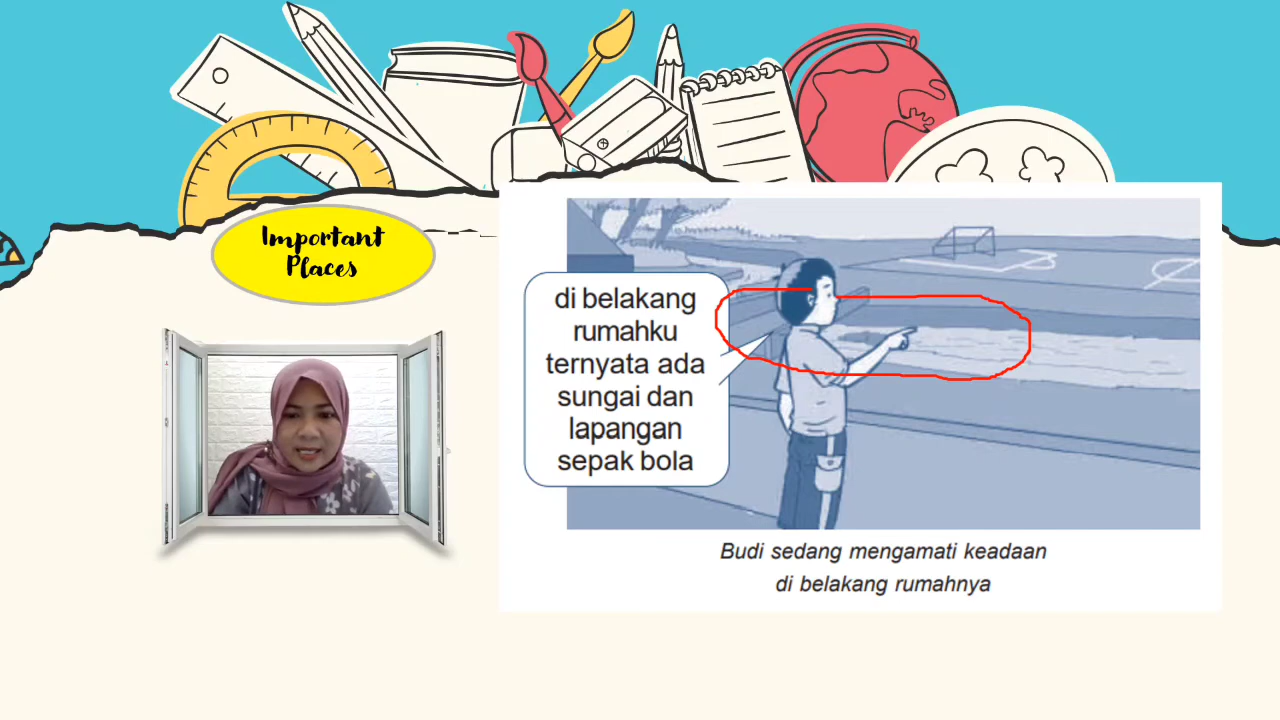 Important
Places
di belakang
rumahku
ternyata ada
sungai dan
lapangan
sepak bola
Budi sedang mengamati keadaan
di belakang rumahnya